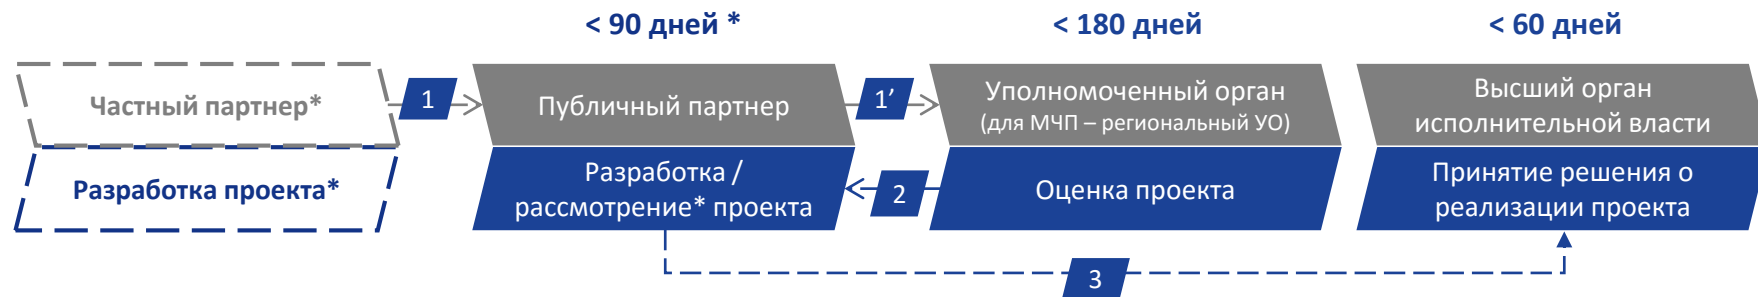 < 90 дней *
< 180 дней
< 60 дней
Частный партнер*
1
Публичный партнер
1’
Уполномоченный орган
(для МЧП – региональный УО)
Высший орган
исполнительной власти
Разработка проекта*
Разработка /
рассмотрение* проекта
2
Оценка проекта
Принятие решения о
реализации проекта
3